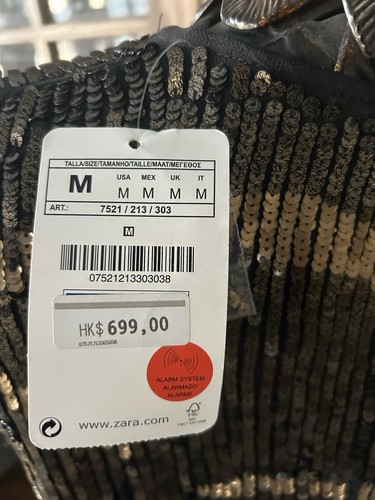 TALLA/SIZE/TAMANHO/TAILLE/MAAT/ΜΕΓΕΘΟΣ
M USA MEX UK IT
M M M M
ART.: 7521 / 213 / 303
M
07521213303038
HK$ 699,00
07521213303038
ALARM SYSTEM
ALARMADO
ALARME
www.zara.com
FSC